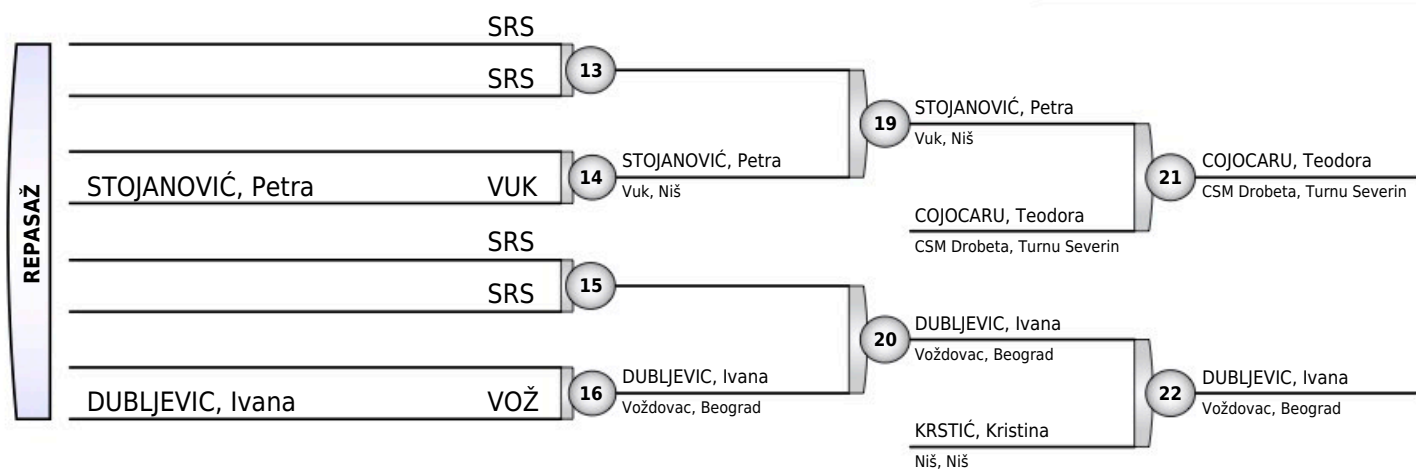 REPASAŽ
SRS
SRS
13
STOJANOVIĆ, Petra
VUK
14
STOJANOVIĆ, Petra
Vuk, Niš
19
STOJANOVIĆ, Petra
Vuk, Niš
COJOCARU, Teodora
CSM Drobeta, Turnu Severin
21
COJOCARU, Teodora
CSM Drobeta, Turnu Severin
SRS
SRS
15
DUBLJEVIC, Ivana
VOŽ
16
DUBLJEVIC, Ivana
Voždovac, Beograd
20
DUBLJEVIC, Ivana
Voždovac, Beograd
KRSTIĆ, Kristina
Niš, Niš
22
DUBLJEVIC, Ivana
Voždovac, Beograd